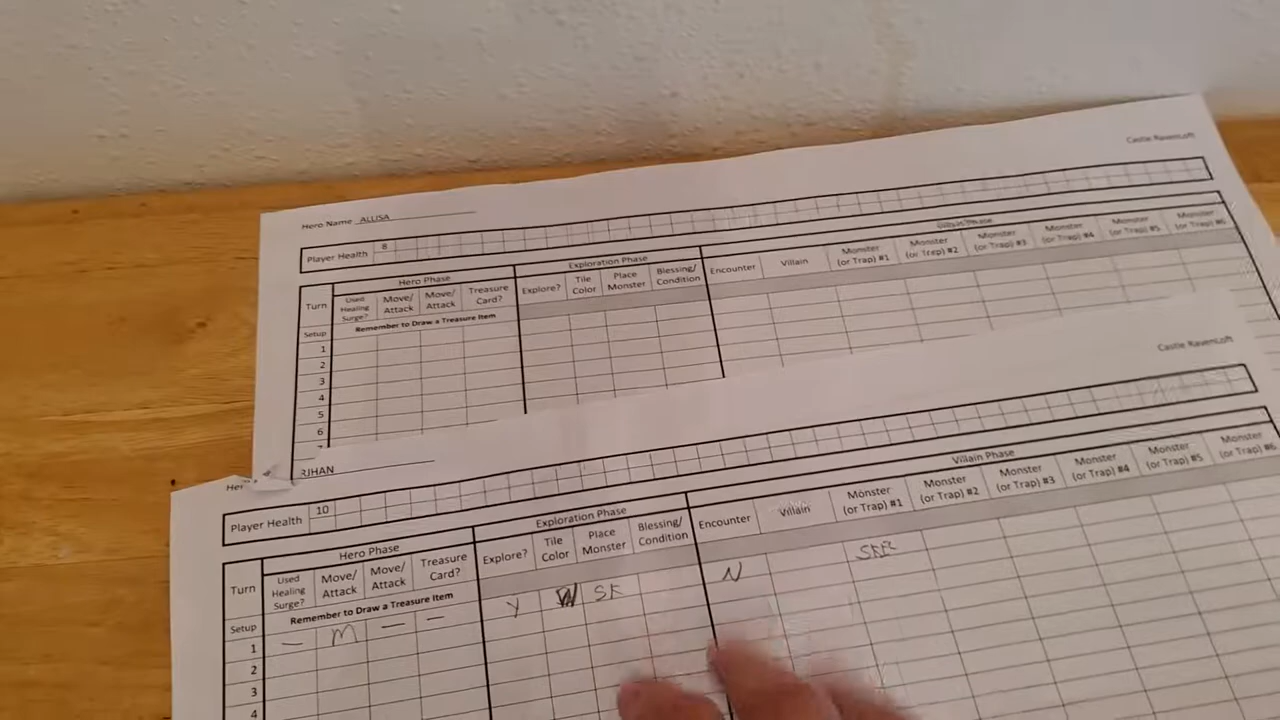 Castle RavenLoft
Hero Name ALLISA
Player Health 8
Hero Phase Exploration Phase Villain Phase
Turn Used Healing Surge? Move/ Attack Move/ Attack Treasure Card? Explore? Tile Color Place Monster Blessing/ Condition Encounter Villain Monster (or Trap) #1 Monster (or Trap) #2 Monster (or Trap) #3 Monster (or Trap) #4 Monster (or Trap) #5 Monster (or Trap) #6
Setup Remember to Draw a Treasure Item
1
2
3
4
5
6
Castle RavenLoft
RJHAN
Player Health 10
Hero Phase Exploration Phase Villain Phase
Turn Used Healing Surge? Move/ Attack Move/ Attack Treasure Card? Explore? Tile Color Place Monster Blessing/ Condition Encounter Villain Monster (or Trap) #1 Monster (or Trap) #2 Monster (or Trap) #3 Monster (or Trap) #4 Monster (or Trap) #5 Monster (or Trap) #6
Setup Remember to Draw a Treasure Item
1 — M — — Y W SK N SKEL
2
3
4